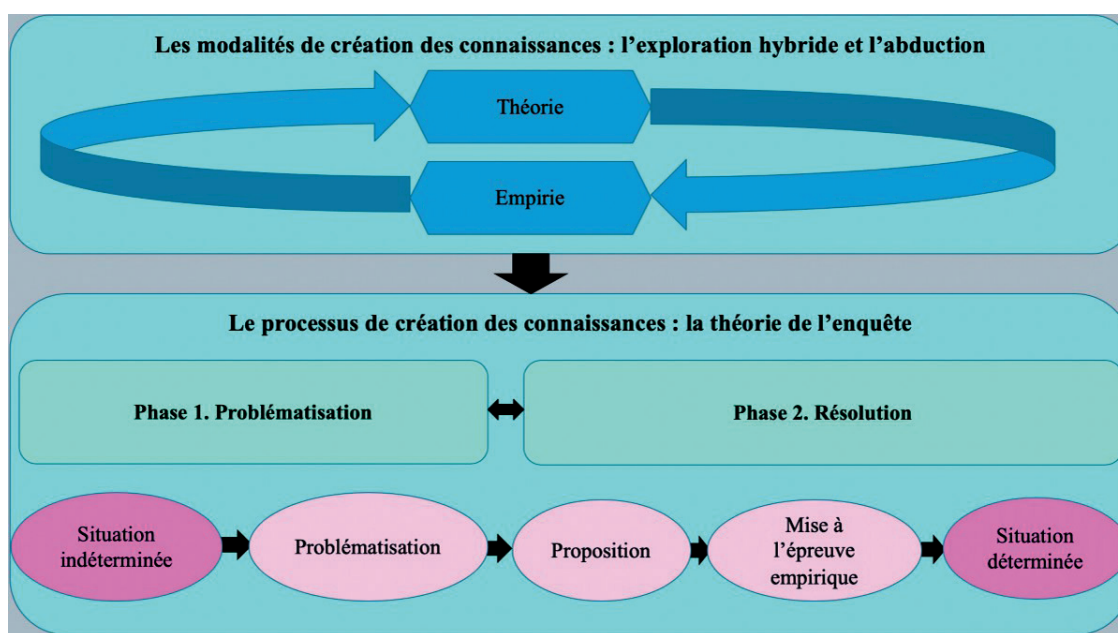 Les modalités de création des connaissances : l’exploration hybride et l’abduction
Théorie
Empirie
Le processus de création des connaissances : la théorie de l’enquête
Phase 1. Problématisation
Phase 2. Résolution
Situation
indéterminée
Problématisation
Proposition
Mise à
l’épreuve
empirique
Situation
déterminée